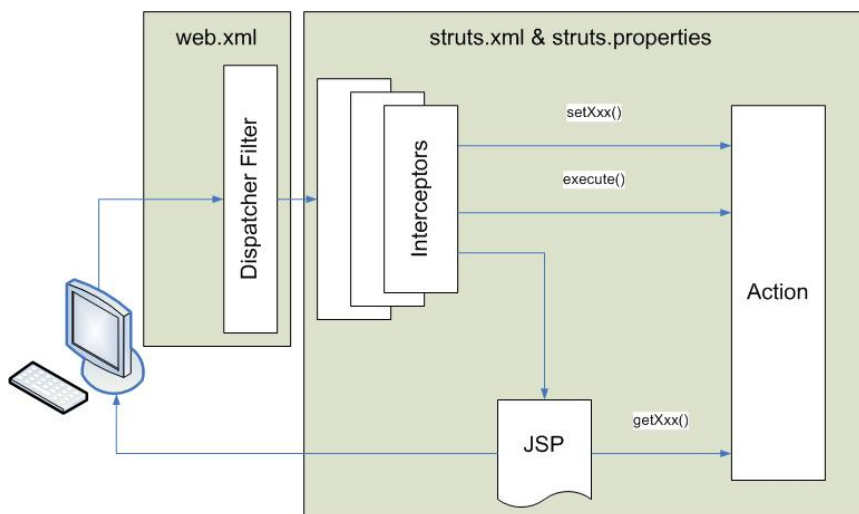 web.xml
struts.xml & struts.properties
Dispatcher Filter
Interceptors
setXxx()
execute()
Action
JSP
getXxx()